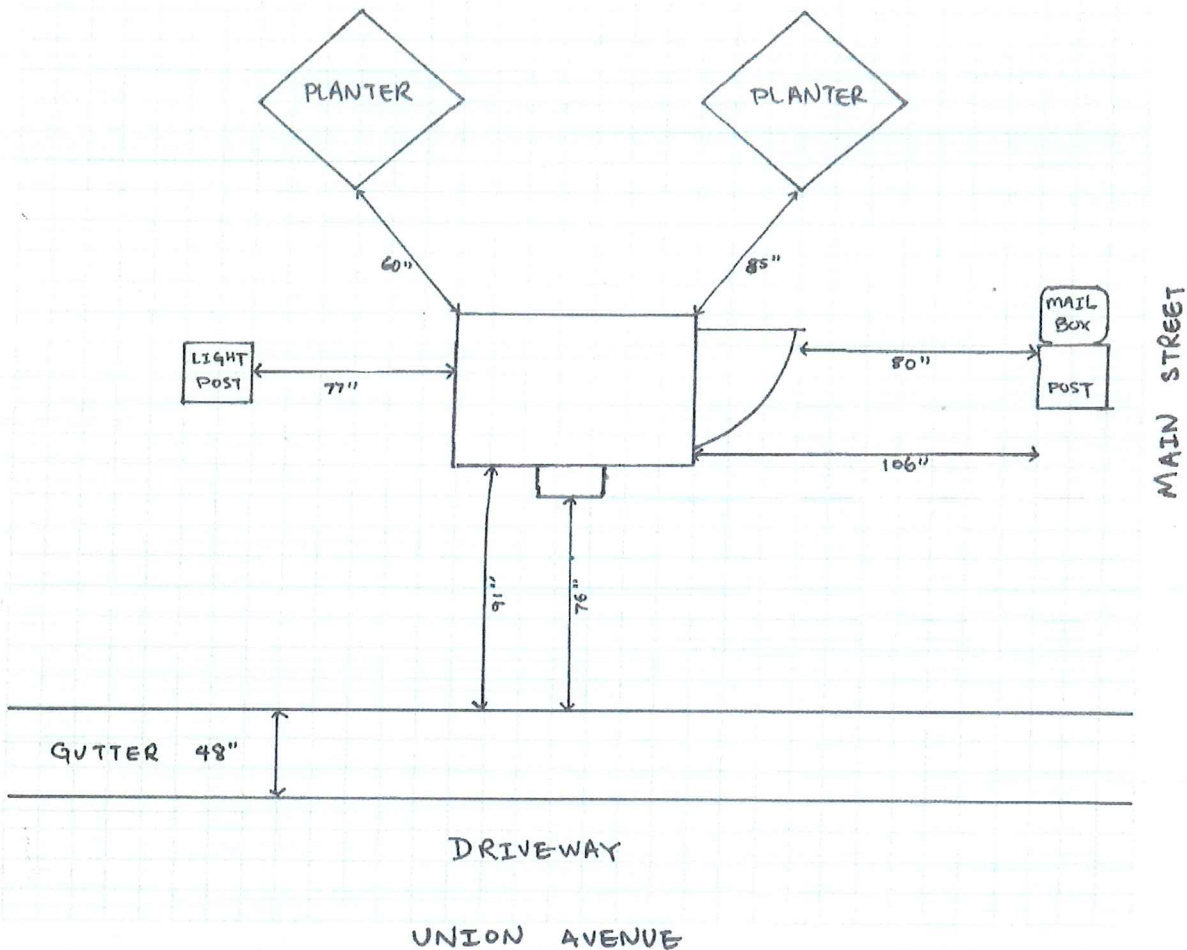 PLANTER
PLANTER
60"
85"
MAIL
BOX
LIGHT
POST
77"
80"
POST
106"
MAIN STREET
91"
76"
GUTTER 48"
DRIVEWAY
UNION AVENUE